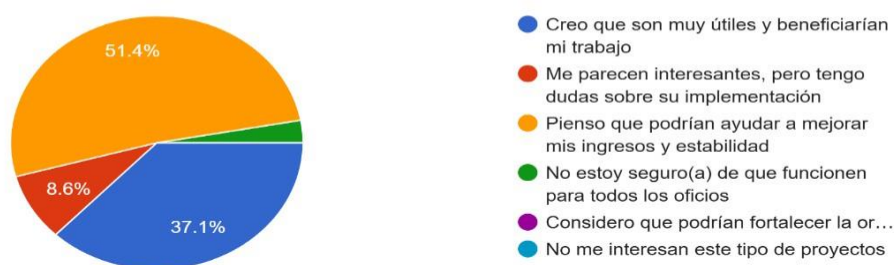 51.4%
8.6%
37.1%
Creo que son muy útiles y beneficiarían
mi trabajo
Me parecen interesantes, pero tengo
dudas sobre su implementación
Pienso que podrían ayudar a mejorar
mis ingresos y estabilidad
No estoy seguro(a) de que funcionen
para todos los oficios
Considero que podrían fortalecer la or...
No me interesan este tipo de proyectos